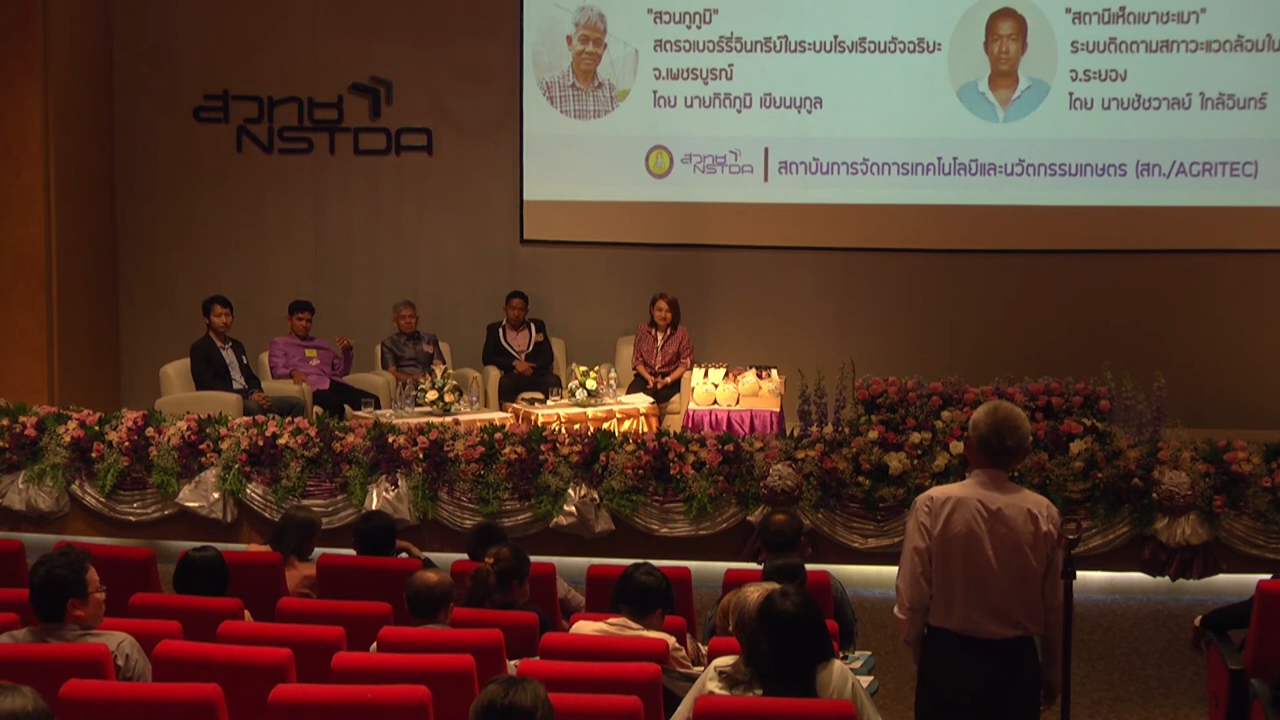 สวทช
NSTDA
"สวนภูภูมิ"
สตรอเบอร์รี่อินทรีย์ในระบบโรงเรือนอัจฉริยะ
จ.เพชรบูรณ์
โดย นายกิติภูมิ เขียนนุกูล
"สถานีเห็ดเขาชะเมา"
ระบบติดตามสภาวะแวดล้อมใน
จ.ระยอง
โดย นายชัชวาลย์ ใกล้อินทร์
สวทช
NSTDA
สถาบันการจัดการเทคโนโลยีและนวัตกรรมเกษตร (สท./AGRITEC)